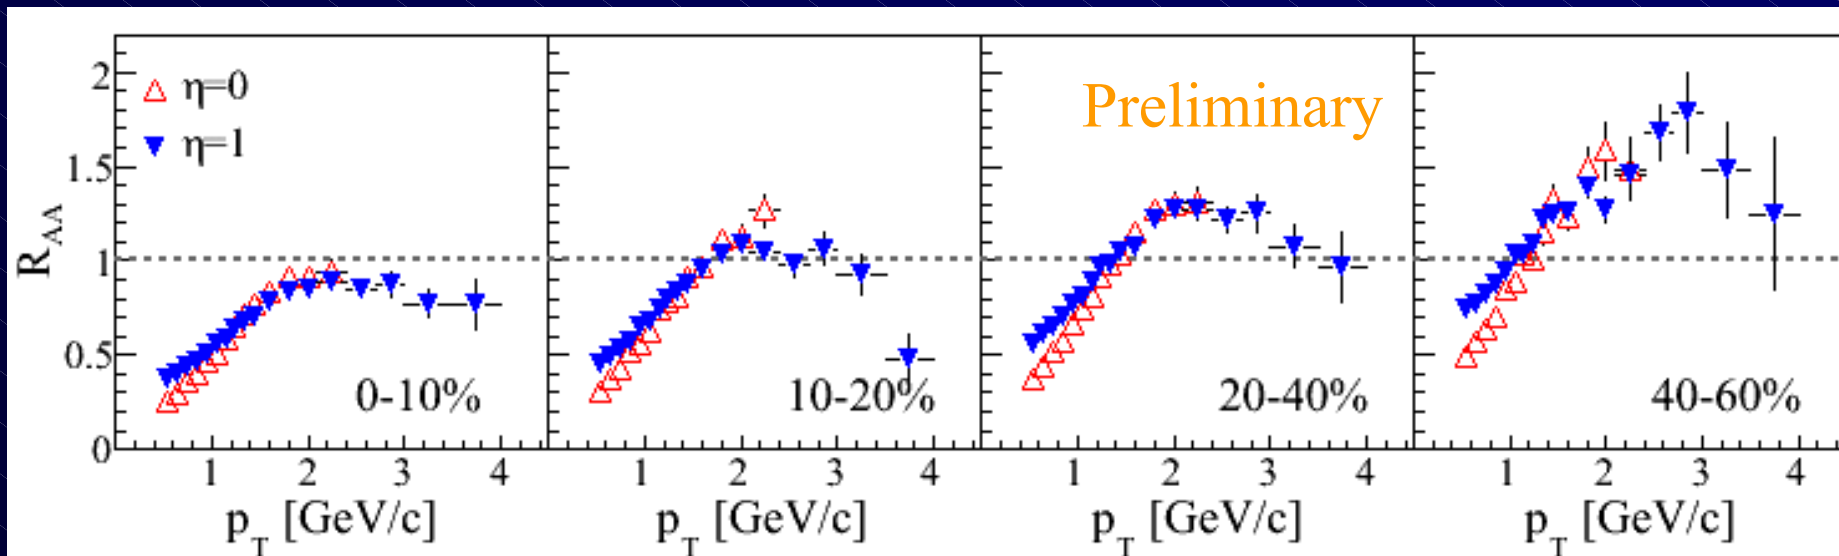 R_AA
2
1.5
1
0.5
0
η=0
η=1
Preliminary
0-10%
10-20%
20-40%
40-60%
1 2 3 4
1 2 3 4
1 2 3 4
1 2 3 4
p_T [GeV/c]
p_T [GeV/c]
p_T [GeV/c]
p_T [GeV/c]